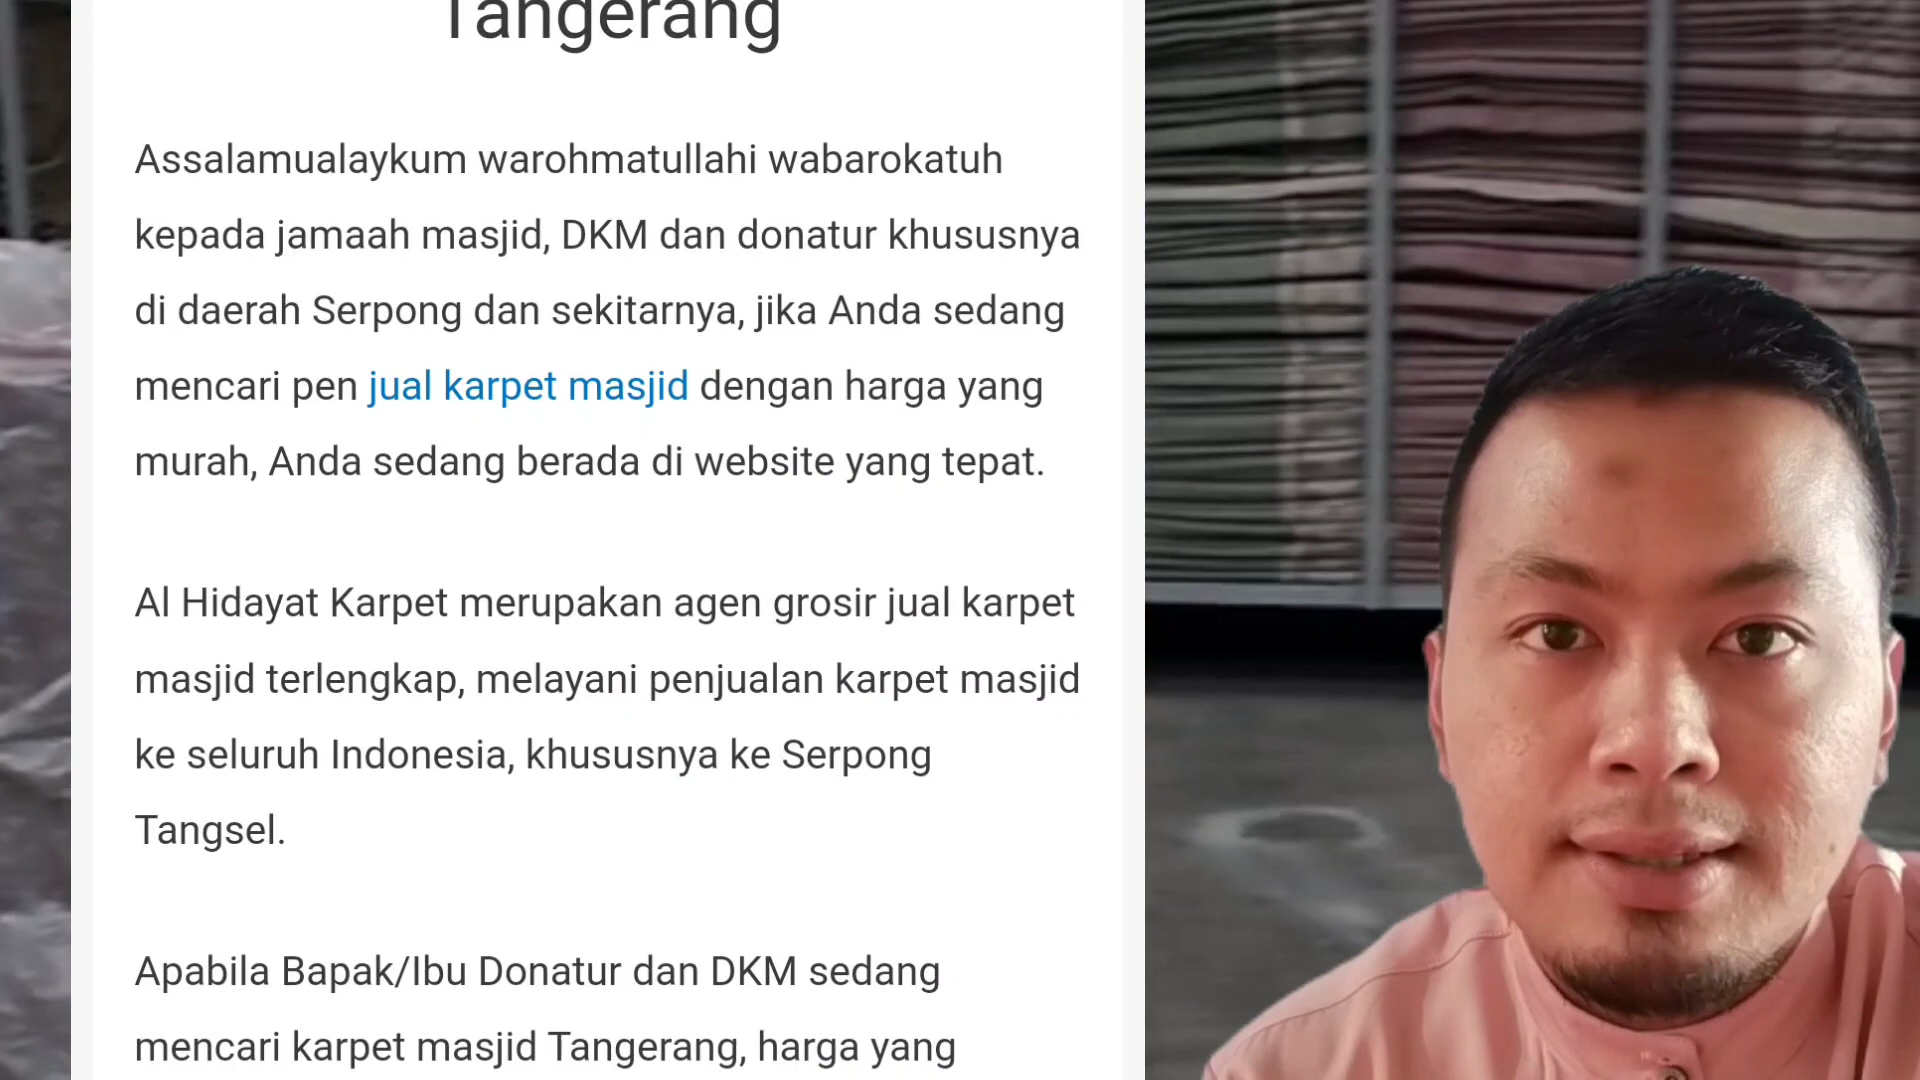 Tangerang
Assalamualaykum warohmatullahi wabarokatuh
kepada jamaah masjid, DKM dan donatur khususnya
di daerah Serpong dan sekitarnya, jika Anda sedang
mencari pen jual karpet masjid dengan harga yang
murah, Anda sedang berada di website yang tepat.
Al Hidayat Karpet merupakan agen grosir jual karpet
masjid terlengkap, melayani penjualan karpet masjid
ke seluruh Indonesia, khususnya ke Serpong
Tangsel.
Apabila Bapak/Ibu Donatur dan DKM sedang
mencari karpet masjid Tangerang, harga yang